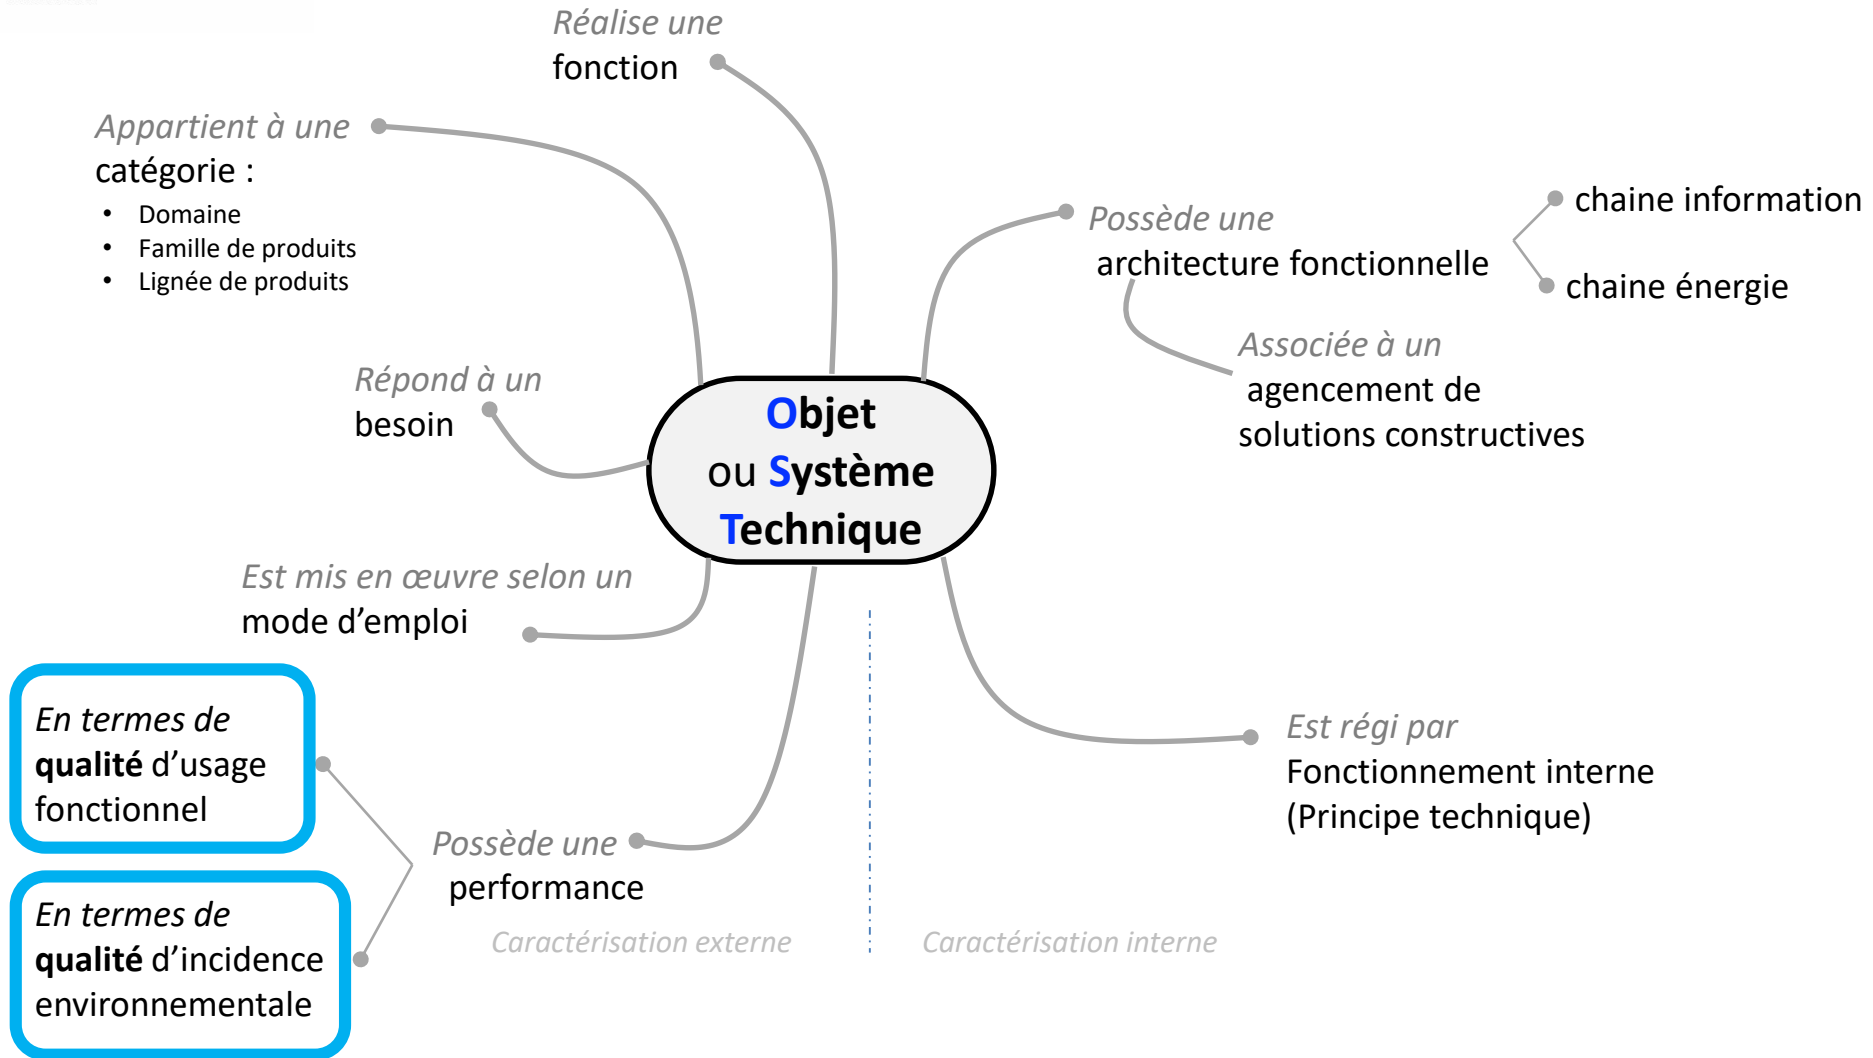 Réalise une
fonction
Appartient à une
catégorie :
• Domaine
• Famille de produits
• Lignée de produits
Répond à un
besoin
Possède une
architecture fonctionnelle
chaine information
chaine énergie
Associée à un
agencement de
solutions constructives
Objet
ou Système
Technique
Est mis en œuvre selon un
mode d’emploi
En termes de
qualité d’usage
fonctionnel
Possède une
performance
En termes de
qualité d’incidence
environnementale
Est régi par
Fonctionnement interne
(Principe technique)
Caractérisation externe
Caractérisation interne